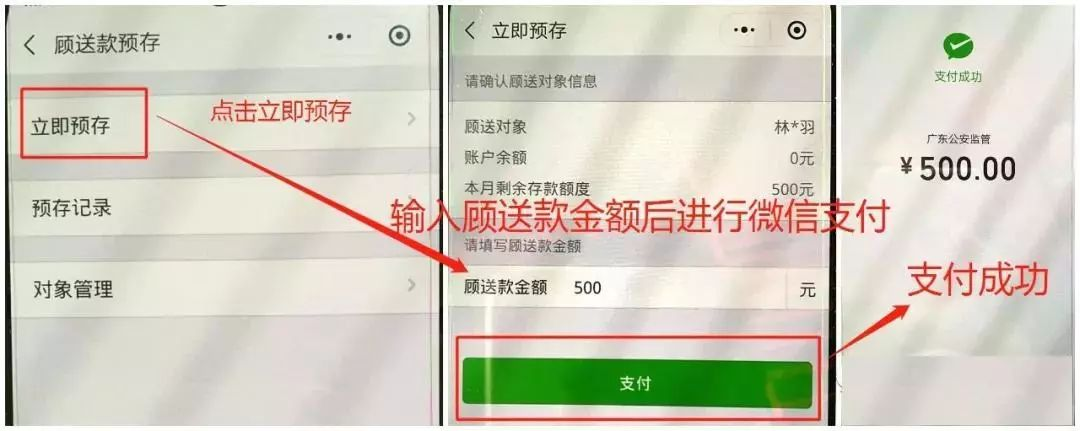 顾送款预存
立即预存
点击立即预存
预存记录
对象管理
立即预存
请确认顾送对象信息
顾送对象 林*羽
账户余额 0元
本月剩余存款额度 500元
输入顾送款金额后进行微信支付
请填写顾送款金额
顾送款金额 500 元
支付
支付成功
广东公安监管
¥500.00
支付成功